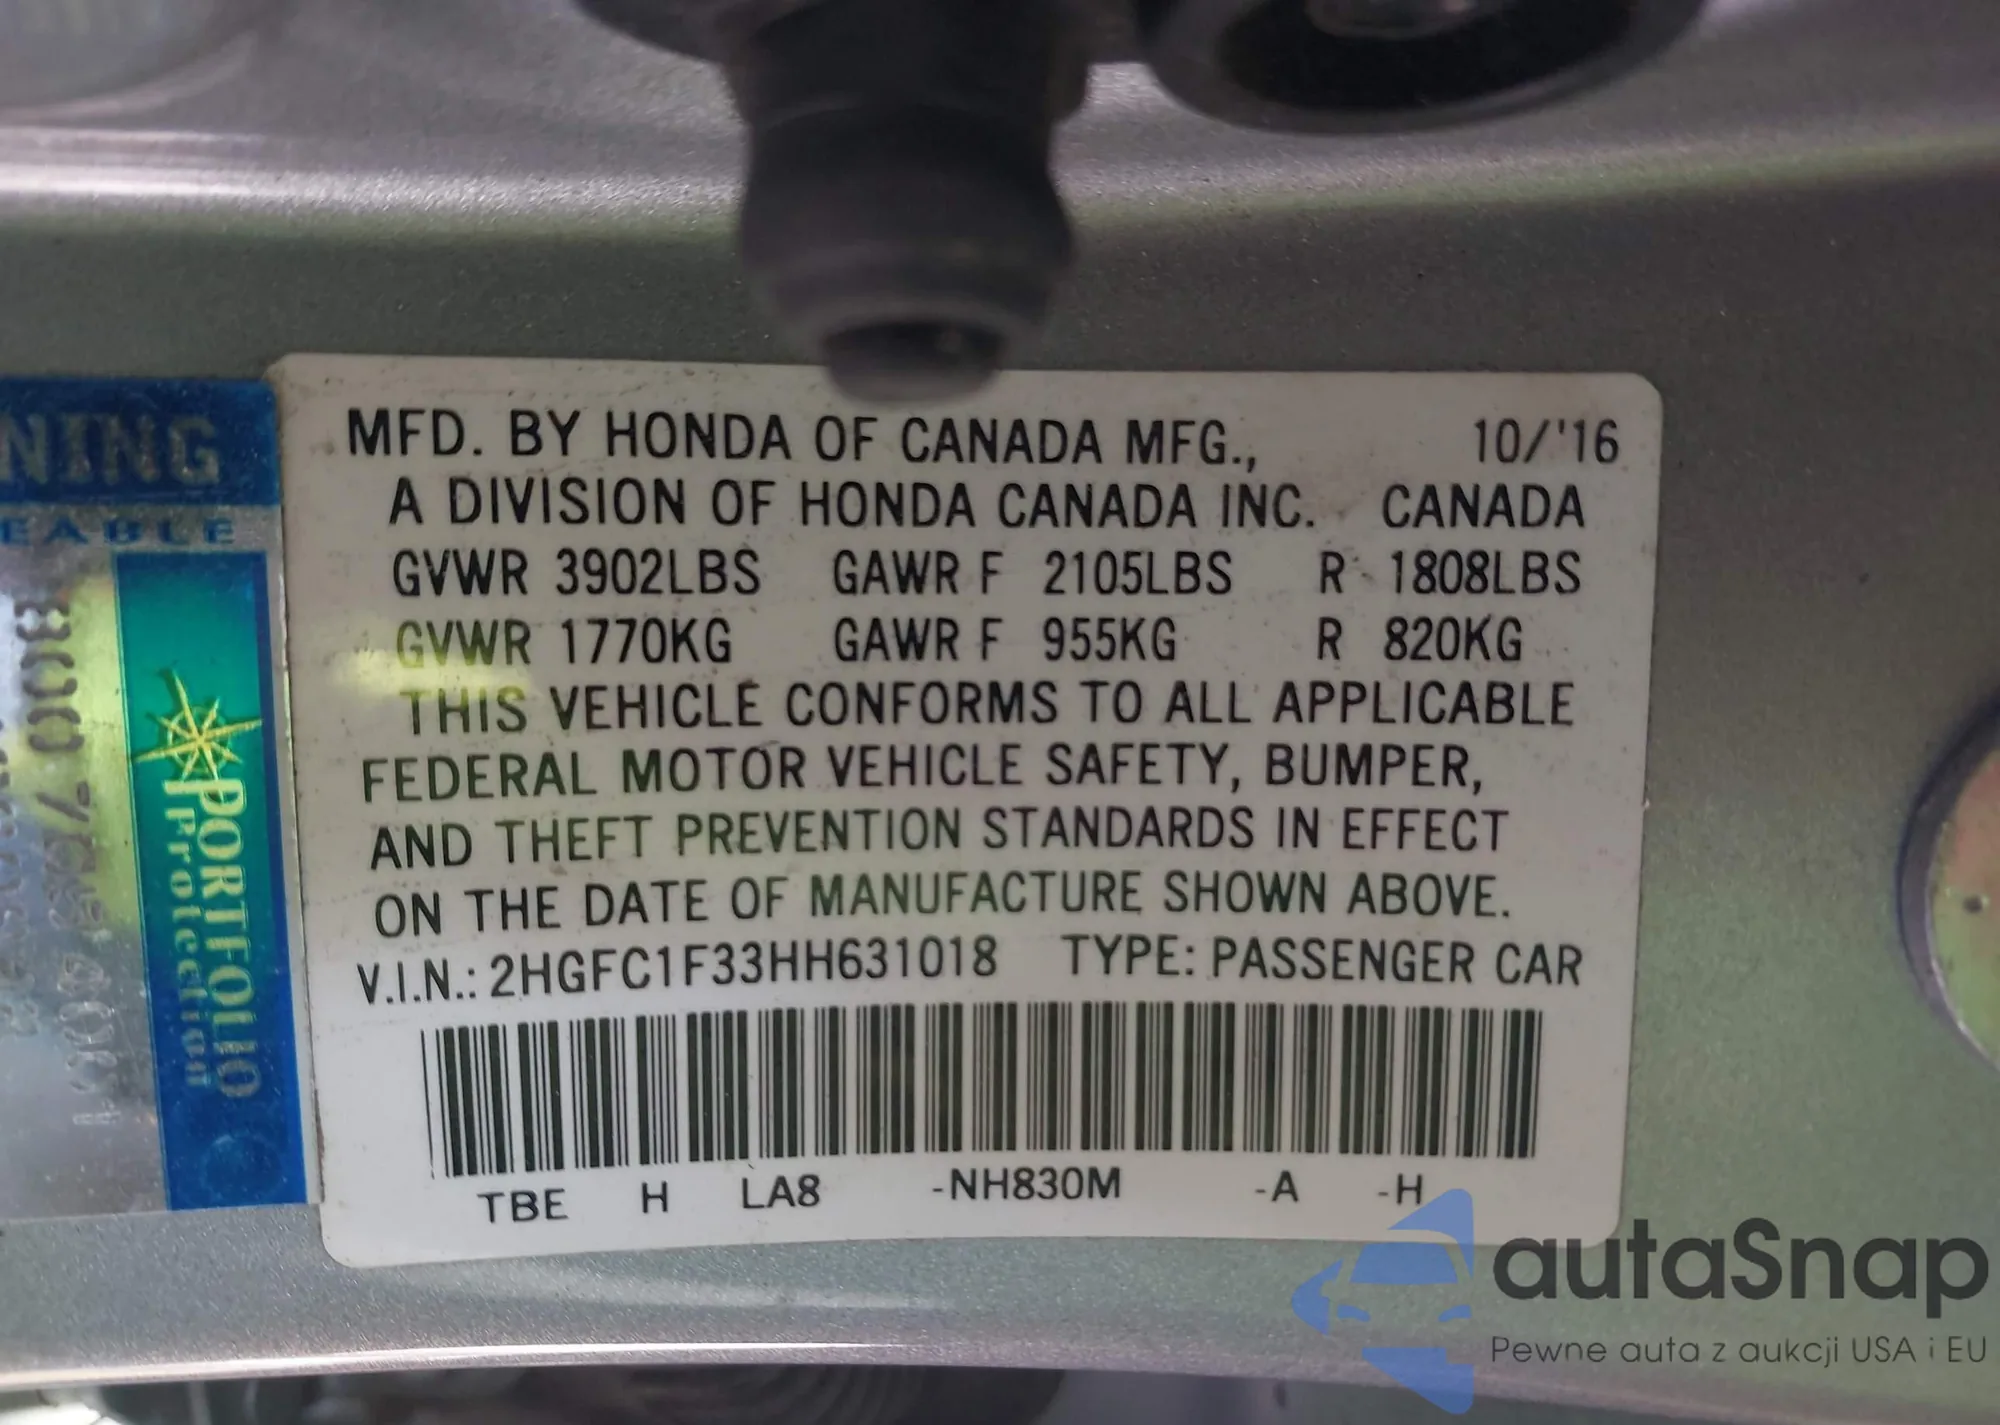 MFD. BY HONDA OF CANADA MFG., 10/'16
A DIVISION OF HONDA CANADA INC. CANADA
GVWR 3902LBS GAWR F 2105LBS R 1808LBS
GVWR 1770KG GAWR F 955KG R 820KG
THIS VEHICLE CONFORMS TO ALL APPLICABLE
FEDERAL MOTOR VEHICLE SAFETY, BUMPER,
AND THEFT PREVENTION STANDARDS IN EFFECT
ON THE DATE OF MANUFACTURE SHOWN ABOVE.
V.I.N.: 2HGFC1F33HH631018 TYPE: PASSENGER CAR
TBE H LA8 -NH830M -A -H
NING
EABLE
PORTFOLIO
Protection
autaSnap
Pewne auta z aukcji USA i EU